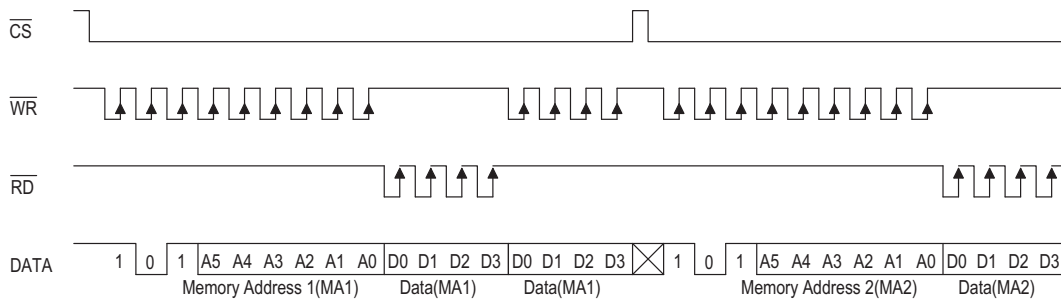 CS
WR
RD
DATA 1 0 1 A5 A4 A3 A2 A1 A0 D0 D1 D2 D3 D0 D1 D2 D3 1 0 1 A5 A4 A3 A2 A1 A0 D0 D1 D2 D3
Memory Address 1(MA1) Data(MA1) Data(MA1) Memory Address 2(MA2) Data(MA2)